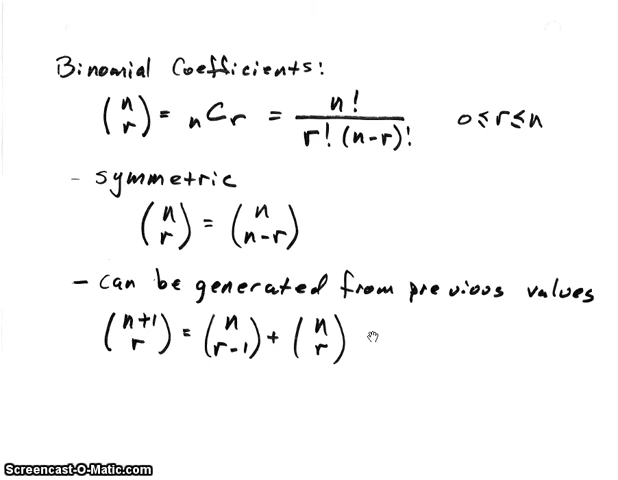 Binomial Coefficients:
(n r) = nCr = n! / r! (n-r)!   0 ≤ r ≤ n
- symmetric
(n r) = (n n-r)
- can be generated from previous values
(n+1 r) = (n r-1) + (n r)
Screencast-O-Matic.com